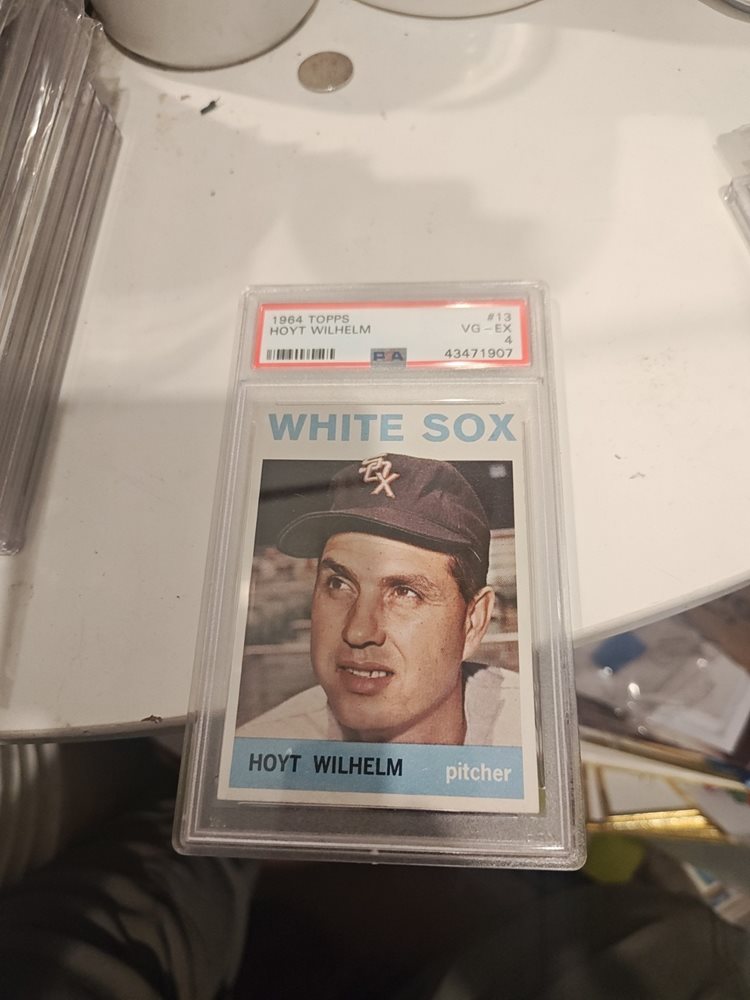 1964 TOPPS #13
HOYT WILHELM VG-EX
4
PSA 43471907
WHITE SOX
SOX
HOYT WILHELM pitcher